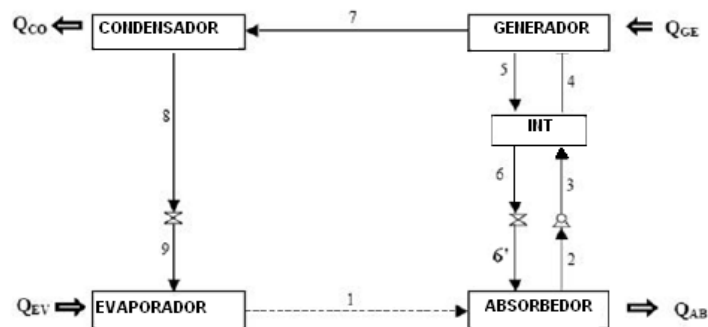 7
Q_CO CONDENSADOR GENERADOR Q_GE
5 4
INT
8
6 3
9 6' 2
Q_EV EVAPORADOR 1 ABSORBEDOR Q_AB